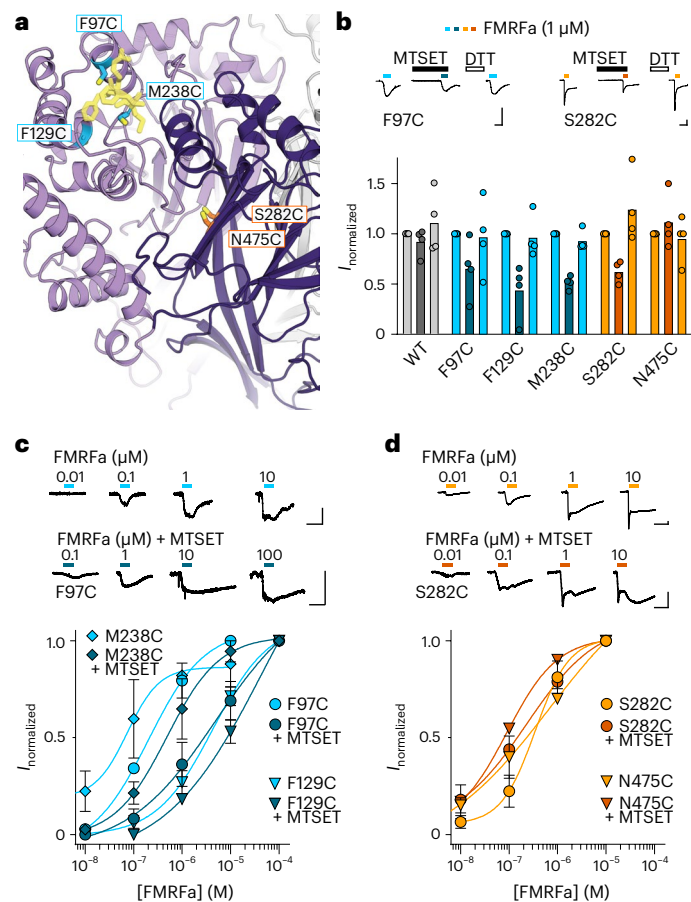 a
F97C
M238C
F129C
S282C
N475C
b
FMRFa (1 µM)
MTSET DTT MTSET DTT
F97C S282C
1.5
1.0
0.5
0
Inormalized
WT F97C F129C M238C S282C N475C
c
FMRFa (µM)
0.01 0.1 1 10
FMRFa (µM) + MTSET
0.1 1 10 100
F97C
1.0
0.5
0
Inormalized
M238C
M238C
+ MTSET
F97C
F97C
+ MTSET
F129C
F129C
+ MTSET
10⁻⁸ 10⁻⁷ 10⁻⁶ 10⁻⁵ 10⁻⁴
[FMRFa] (M)
d
FMRFa (µM)
0.01 0.1 1 10
FMRFa (µM) + MTSET
0.01 0.1 1 10
S282C
1.0
0.5
0
Inormalized
S282C
S282C
+ MTSET
N475C
N475C
+ MTSET
10⁻⁸ 10⁻⁷ 10⁻⁶ 10⁻⁵ 10⁻⁴
[FMRFa] (M)